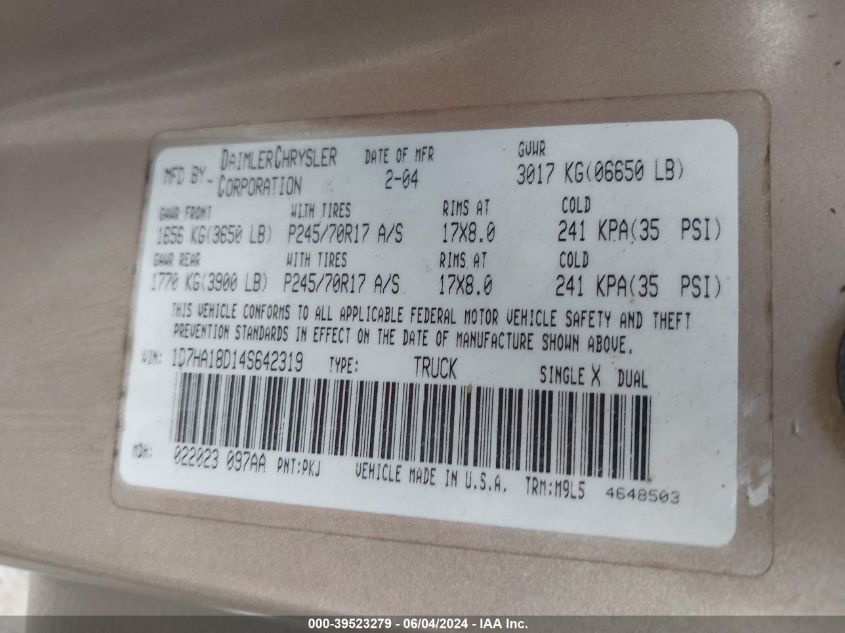 MFD BY- DAIMLERCHRYSLER CORPORATION DATE OF MFR 2-04 GVWR 3017 KG(06650 LB)
GAWR FRONT WITH TIRES RIMS AT COLD
1656 KG(3650 LB) P245/70R17 A/S 17X8.0 241 KPA(35 PSI)
GAWR REAR WITH TIRES RIMS AT COLD
1770 KG(3900 LB) P245/70R17 A/S 17X8.0 241 KPA(35 PSI)
THIS VEHICLE CONFORMS TO ALL APPLICABLE FEDERAL MOTOR VEHICLE SAFETY AND THEFT
PREVENTION STANDARDS IN EFFECT ON THE DATE OF MANUFACTURE SHOWN ABOVE.
VIN: 1D7HA18D14S642319 TYPE: TRUCK SINGLE X DUAL
MDH: 022023 097AA PNT:PKJ VEHICLE MADE IN U.S.A. TRM:M9L5 4648503
000-39523279 - 06/04/2024 - IAA Inc.